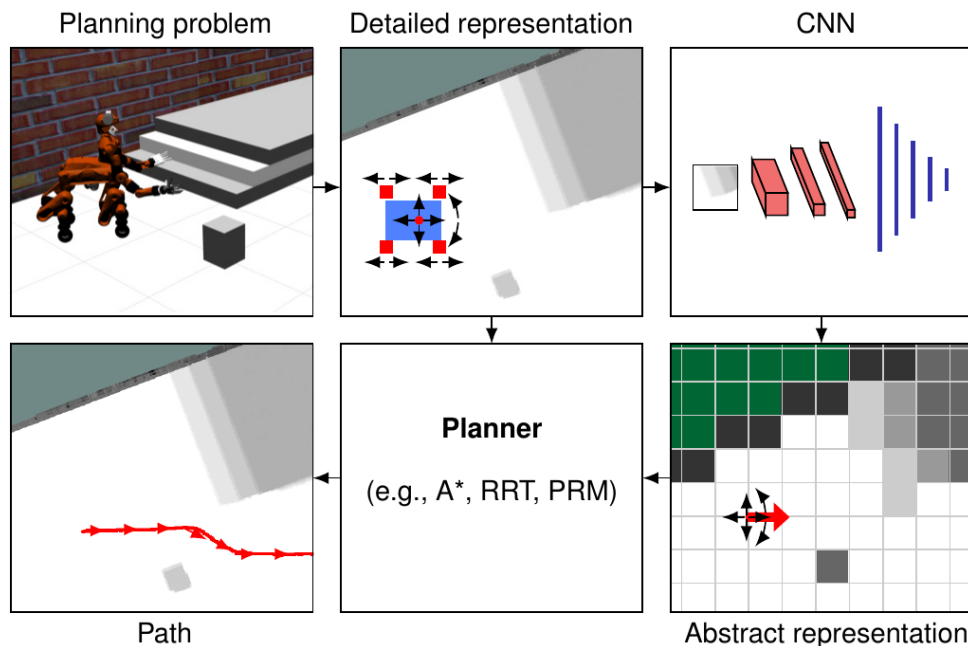 Planning problem
Detailed representation
CNN
Planner
(e.g., A*, RRT, PRM)
Path
Abstract representation